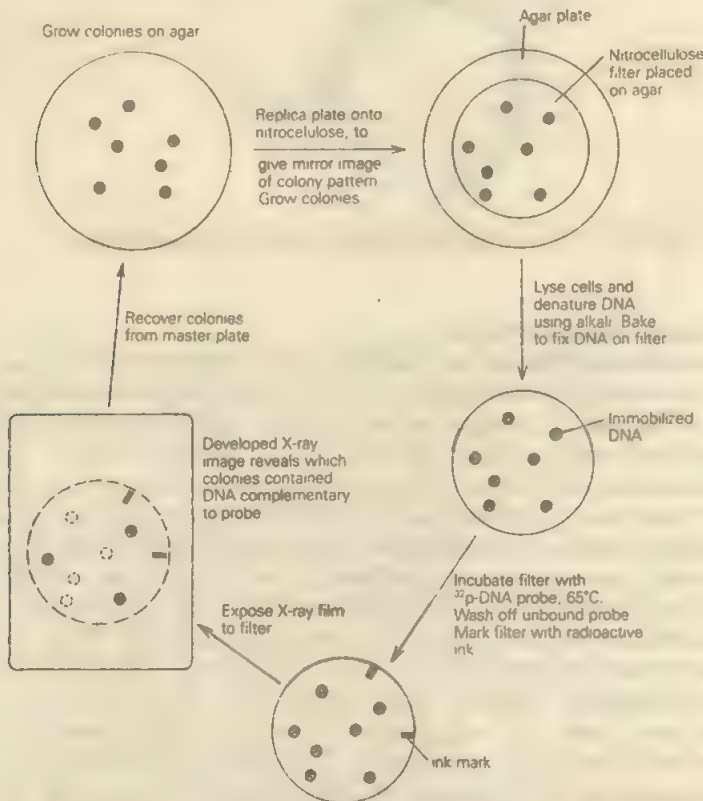 Grow colonies on agar
Replica plate onto
nitrocelulose, to
give mirror image
of colony pattern
Grow colonies
Agar plate
Nitrocellulose
filter placed
on agar
Lyse cells and
denature DNA
using alkali Bake
to fix DNA on filter
Immobilized
DNA
Incubate filter with
³²p-DNA probe, 65°C.
Wash off unbound probe
Mark filter with radioactive
ink
ink mark
Expose X-ray film
to filter
Developed X-ray
image reveals which
colonies contained
DNA complementary
to probe
Recover colonies
from master plate